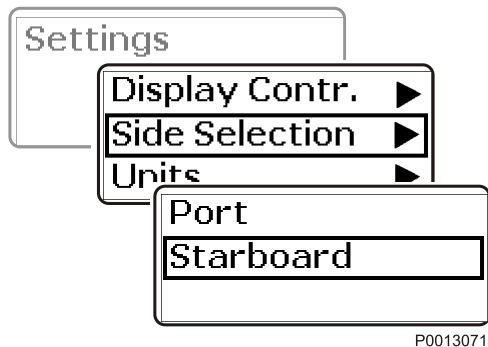 Settings
Display Contr.
Side Selection
Units
Port
Starboard
P0013071